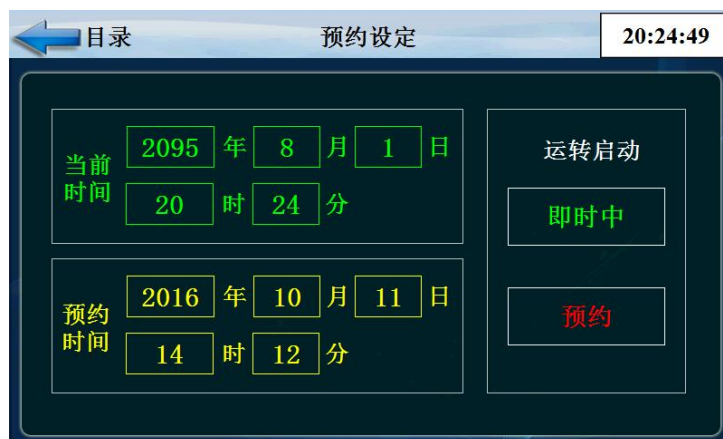 目录 预约设定 20:24:49
当前时间
2095 年 8 月 1 日
20 时 24 分
预约时间
2016 年 10 月 11 日
14 时 12 分
运转启动
即时中
预约